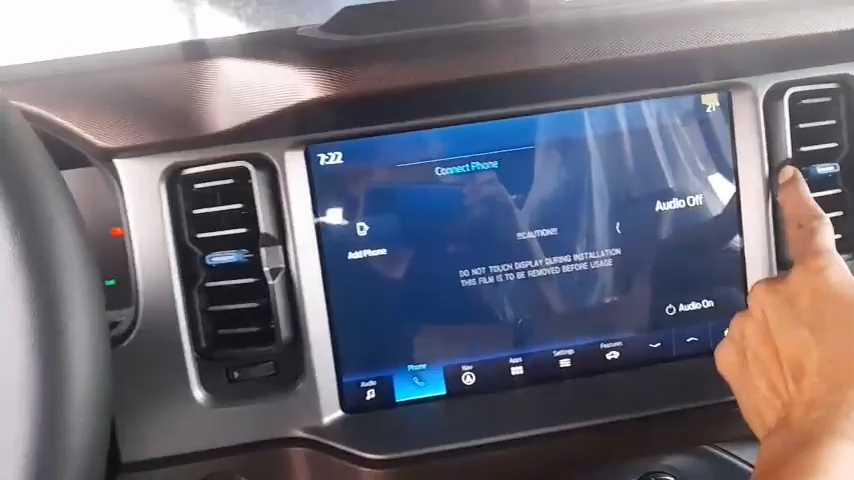 7:22
Connect Phone
Audio Off
Add Phone
!!!CAUTION!!!
DO NOT TOUCH DISPLAY DURING INSTALLATION
THIS FILM IS TO BE REMOVED BEFORE USAGE
Audio On
Audio
Phone
Nav
Apps
Settings
Features